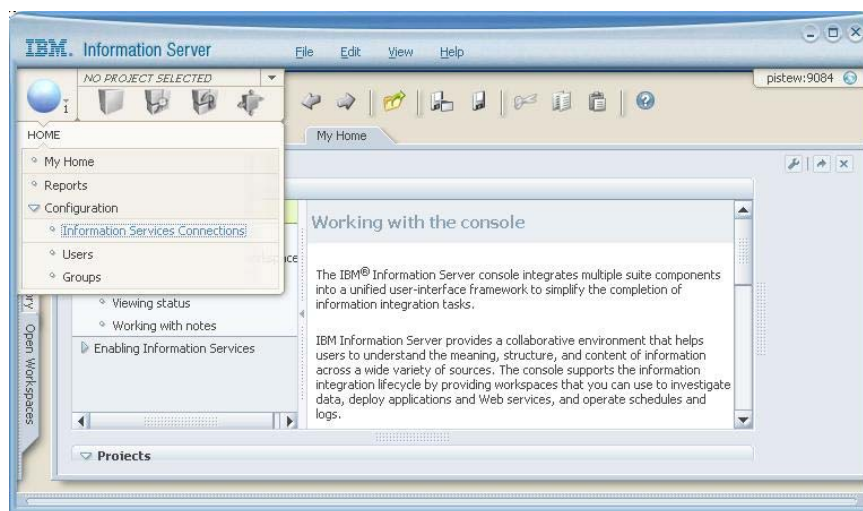 IBM. Information Server
File Edit View Help
NO PROJECT SELECTED
pistew:9084
HOME
My Home
My Home
Reports
Configuration
Information Services Connections
Users
Groups
Viewing status
Working with notes
Enabling Information Services
Open Workspaces
Working with the console
The IBM® Information Server console integrates multiple suite components
into a unified user-interface framework to simplify the completion of
information integration tasks.
IBM Information Server provides a collaborative environment that helps
users to understand the meaning, structure, and content of information
across a wide variety of sources. The console supports the information
integration lifecycle by providing workspaces that you can use to investigate
data, deploy applications and Web services, and operate schedules and
logs.
Projects